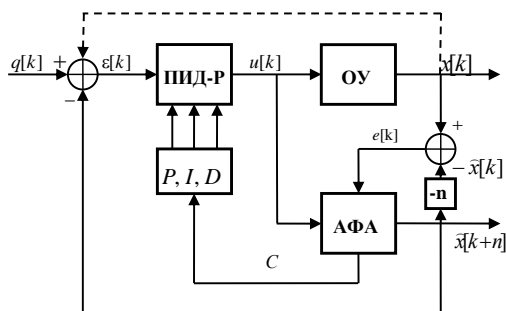 q[k] + ε[k] ПИД-Р u[k] ОУ x[k]
−
e[k] +
P, I, D − x̃[k]
-n
АФА
C x̃[k+n]